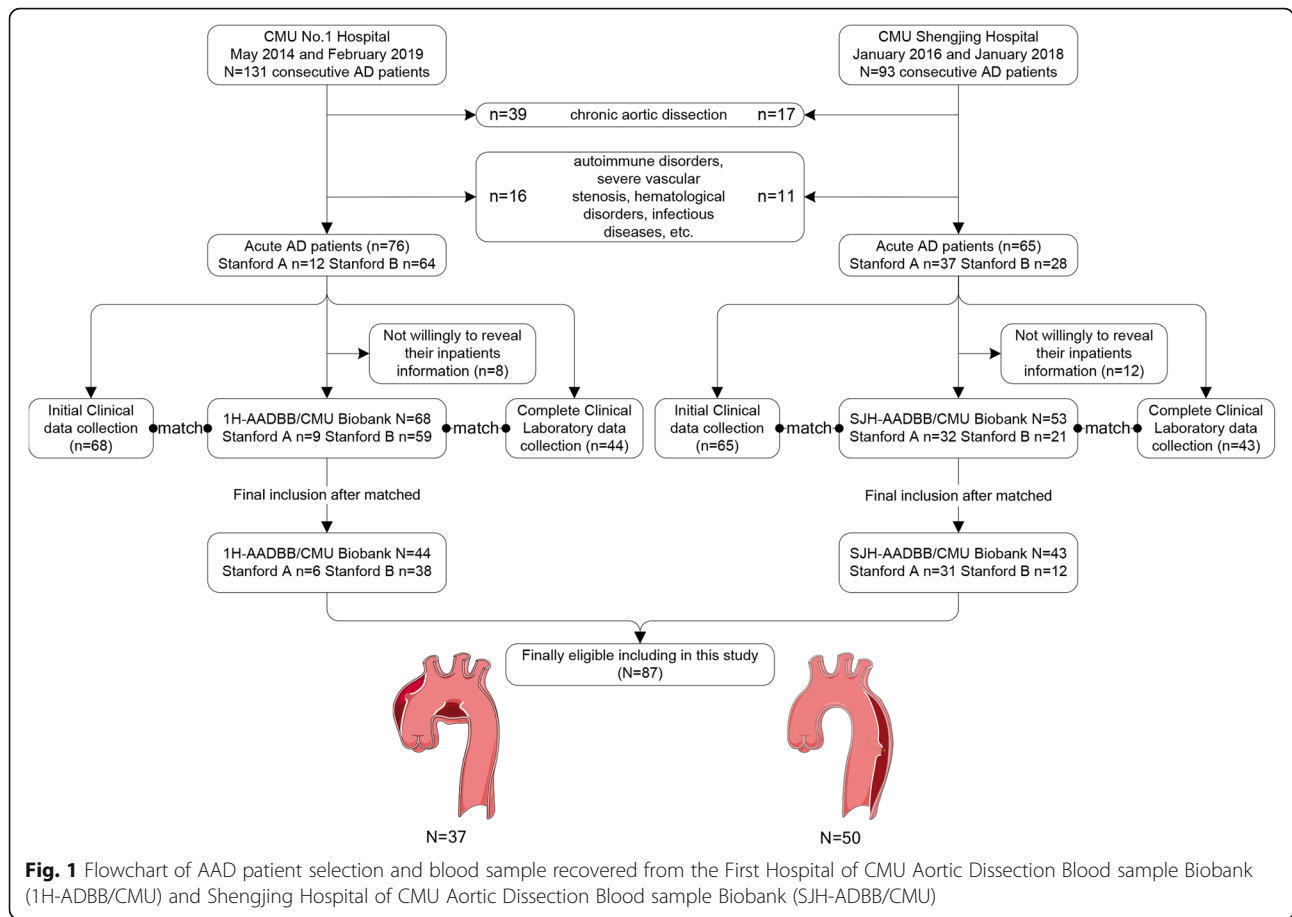 CMU No.1 Hospital
May 2014 and February 2019
N=131 consecutive AD patients
CMU Shengjing Hospital
January 2016 and January 2018
N=93 consecutive AD patients
n=39 chronic aortic dissection n=17
autoimmune disorders,
severe vascular
n=16 stenosis, hematological n=11
disorders, infectious
diseases, etc.
Acute AD patients (n=76)
Stanford A n=12 Stanford B n=64
Acute AD patients (n=65)
Stanford A n=37 Stanford B n=28
Not willingly to reveal
their inpatients
information (n=8)
Not willingly to reveal
their inpatients
information (n=12)
Initial Clinical
data collection
(n=68)
match
1H-AADBB/CMU Biobank N=68
Stanford A n=9 Stanford B n=59
match
Complete Clinical
Laboratory data
collection (n=44)
Initial Clinical
data collection
(n=65)
match
SJH-AADBB/CMU Biobank N=53
Stanford A n=32 Stanford B n=21
match
Complete Clinical
Laboratory data
collection (n=43)
Final inclusion after matched
Final inclusion after matched
1H-AADBB/CMU Biobank N=44
Stanford A n=6 Stanford B n=38
SJH-AADBB/CMU Biobank N=43
Stanford A n=31 Stanford B n=12
Finally eligible including in this study
(N=87)
N=37
N=50
Fig. 1 Flowchart of AAD patient selection and blood sample recovered from the First Hospital of CMU Aortic Dissection Blood sample Biobank
(1H-ADBB/CMU) and Shengjing Hospital of CMU Aortic Dissection Blood sample Biobank (SJH-ADBB/CMU)